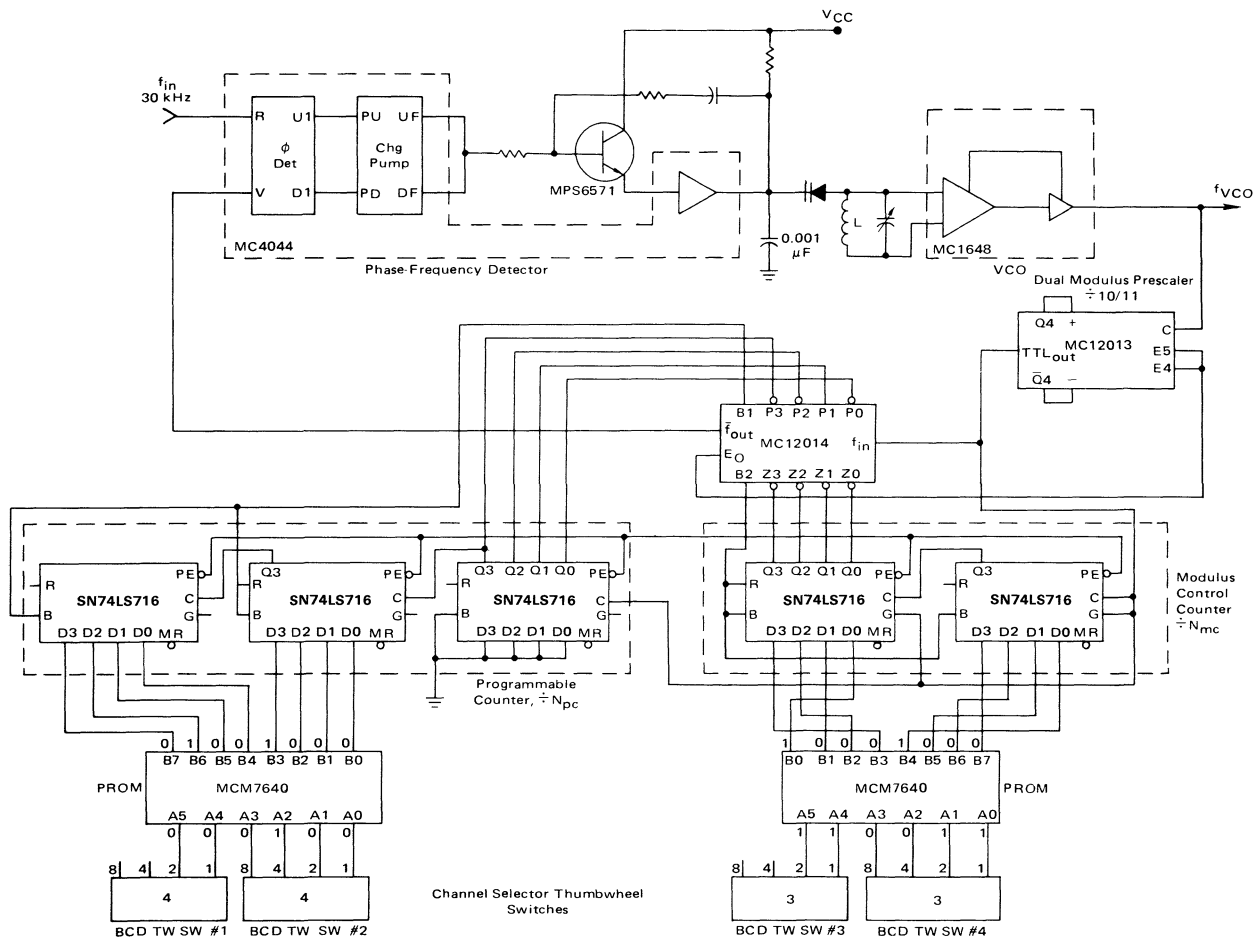 VCC
fin
30 kHz
R U1
φ
Det
V D1
PU UF
Chg
Pump
PD DF
MPS6571
MC4044
Phase-Frequency Detector
0.001
μF
L
MC1648
VCO
fVCO
Dual Modulus Prescaler
÷10/11
Q4 +
C
MC12013
TTLout
E5
E4
Q̅4 −
B1 P3 P2 P1 P0
f̅out
MC12014
fin
EO
B2 Z3 Z2 Z1 Z0
R PE
C
SN74LS716
B G
D3 D2 D1 D0 MR
Q3
R PE
C
SN74LS716
B G
D3 D2 D1 D0 MR
Q3 Q2 Q1 Q0 PE
R
C
SN74LS716
B G
D3 D2 D1 D0 MR
Q3 Q2 Q1 Q0 PE
R
C
SN74LS716
B G
D3 D2 D1 D0 MR
Q3
PE
R
C
SN74LS716
B G
D3 D2 D1 D0 MR
Modulus
Control
Counter
÷Nmc
Programmable
Counter, ÷Npc
0 1 0 0 1 0 0 0
B7 B6 B5 B4 B3 B2 B1 B0
PROM
MCM7640
A5 A4 A3 A2 A1 A0
0 0 0 1 0 0
8 4 2 1
4
BCD TW SW #1
8 4 2 1
4
BCD TW SW #2
Channel Selector Thumbwheel
Switches
1 0 0 0 1 0 0 0
B0 B1 B2 B3 B4 B5 B6 B7
MCM7640
PROM
A5 A4 A3 A2 A1 A0
1 1 0 0 1 1
8 4 2 1
3
BCD TW SW #3
8 4 2 1
3
BCD TW SW #4